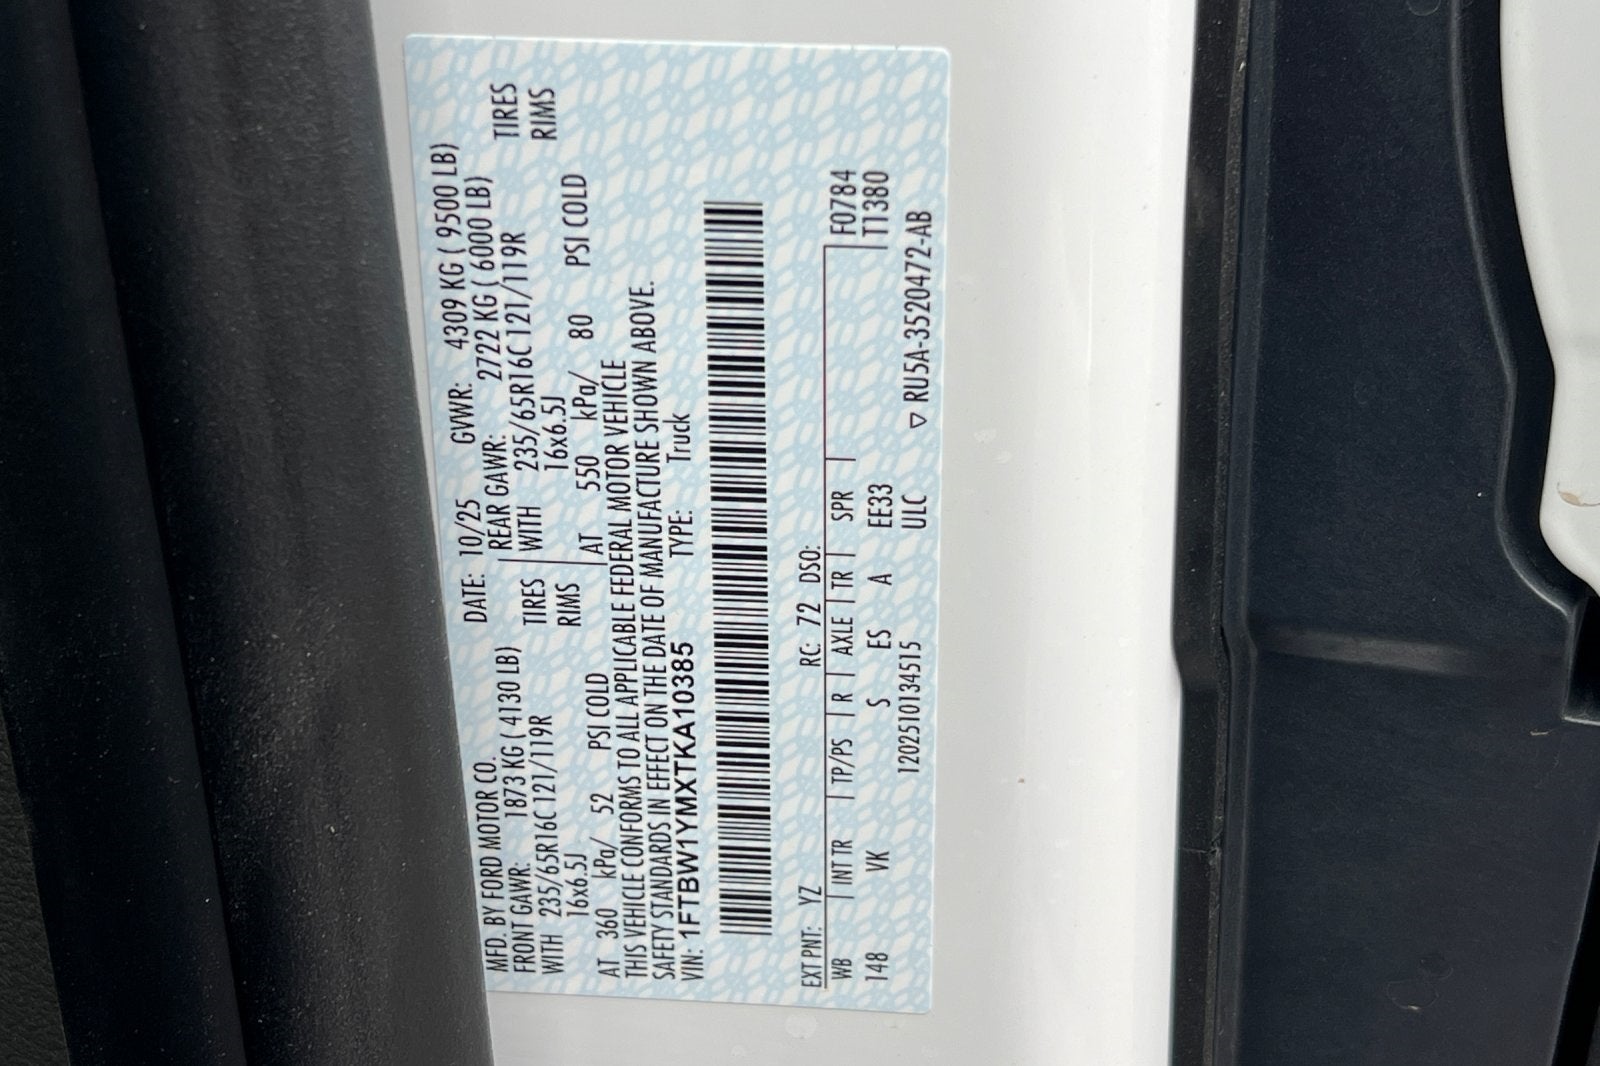 MFD. BY FORD MOTOR CO. DATE: 10/25 GVWR: 4309 KG ( 9500 LB)
FRONT GAWR: 1873 KG ( 4130 LB) REAR GAWR: 2722 KG ( 6000 LB)
WITH 235/65R16C 121/119R TIRES WITH 235/65R16C 121/119R TIRES
16x6.5J RIMS 16x6.5J RIMS
AT 360 kPa/ 52 PSI COLD AT 550 kPa/ 80 PSI COLD
THIS VEHICLE CONFORMS TO ALL APPLICABLE FEDERAL MOTOR VEHICLE
SAFETY STANDARDS IN EFFECT ON THE DATE OF MANUFACTURE SHOWN ABOVE.
VIN: 1FTBW1YMXTKA10385 TYPE: Truck
EXT PNT: YZ RC: 72 DSO:
WB INT TR TP/PS R AXLE TR SPR F0784
148 VK S ES A EE33 T1380
1202510134515 ULC ▽ RU5A-3520472-AB